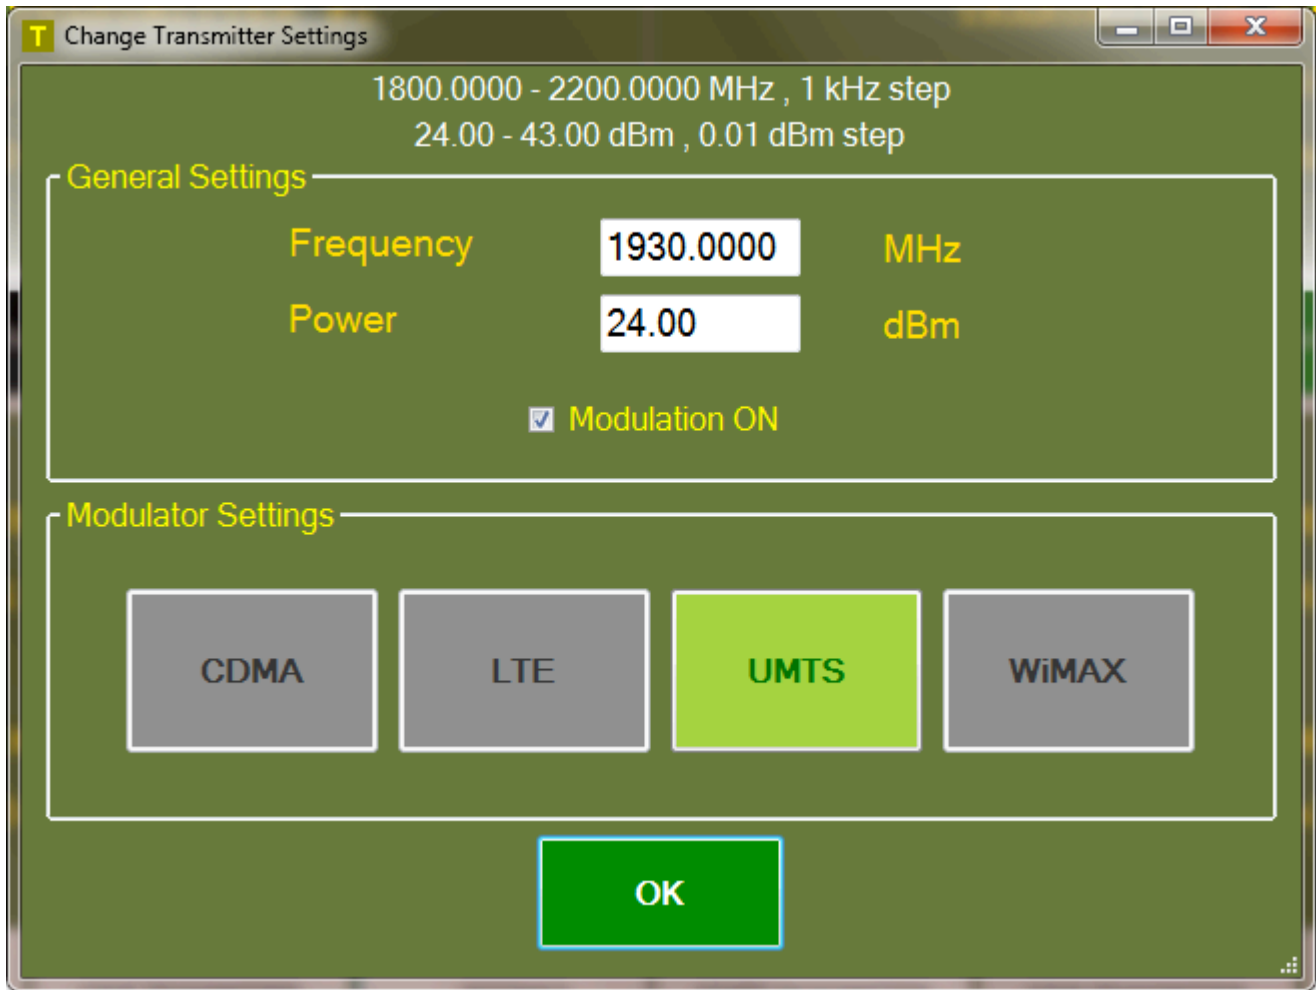 T Change Transmitter Settings
1800.0000 - 2200.0000 MHz , 1 kHz step
24.00 - 43.00 dBm , 0.01 dBm step
General Settings
Frequency 1930.0000 MHz
Power 24.00 dBm
Modulation ON
Modulator Settings
CDMA LTE UMTS WiMAX
OK